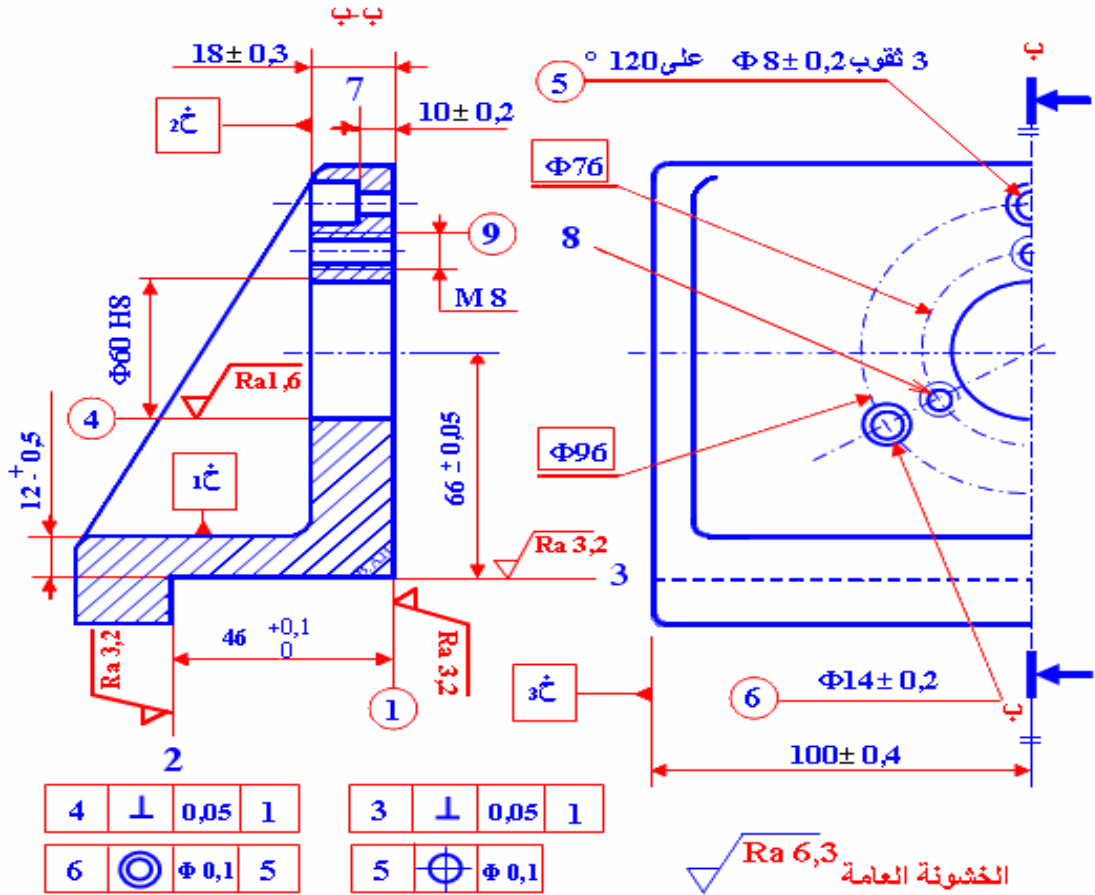 ب-ب
18± 0,3
7
10± 0,2
خ2
9
M 8
Φ60 H8
Ra1,6
4
12 +- 0,5
خ1
66 ± 0,05
Ra 3,2
3
46 +0,1 0
Ra 3,2
Ra 3,2
1
2
ب
5
3 ثقوب Φ 8± 0,2 على 120 °
Φ76
8
Φ96
خ3
6
Φ14± 0,2
ب
100± 0,4
4 ⊥ 0,05 1
3 ⊥ 0,05 1
6 ◎ Φ 0,1 5
5 ⌖ Φ 0,1
Ra 6,3 الخشونة العامة